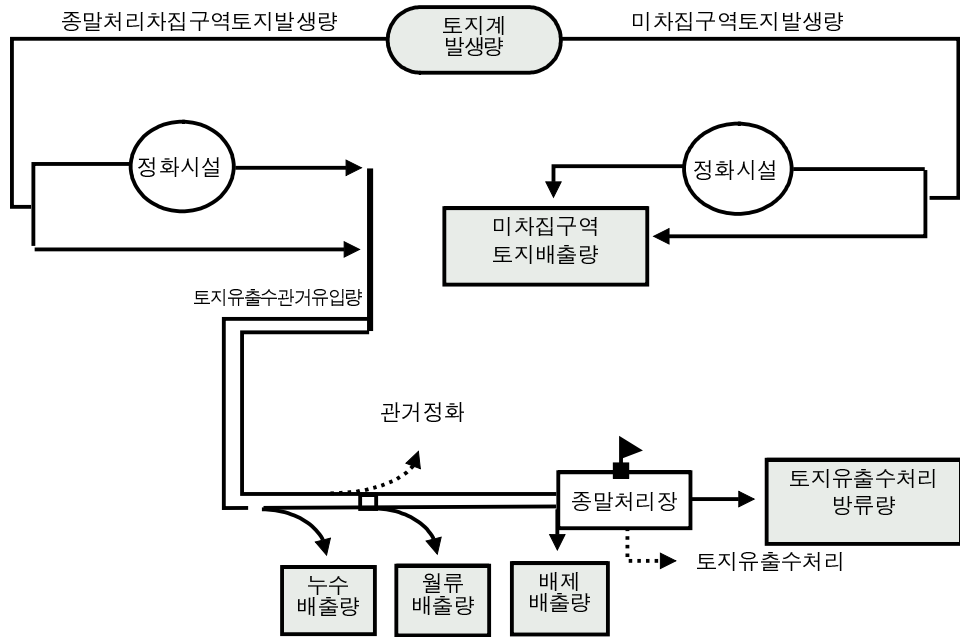 종말처리차집구역토지발생량
토지계
발생량
미차집구역토지발생량
정화시설
정화시설
미차집구역
토지배출량
토지유출수관거유입량
관거정화
종말처리장
토지유출수처리
방류량
토지유출수처리
누수
배출량
월류
배출량
배제
배출량